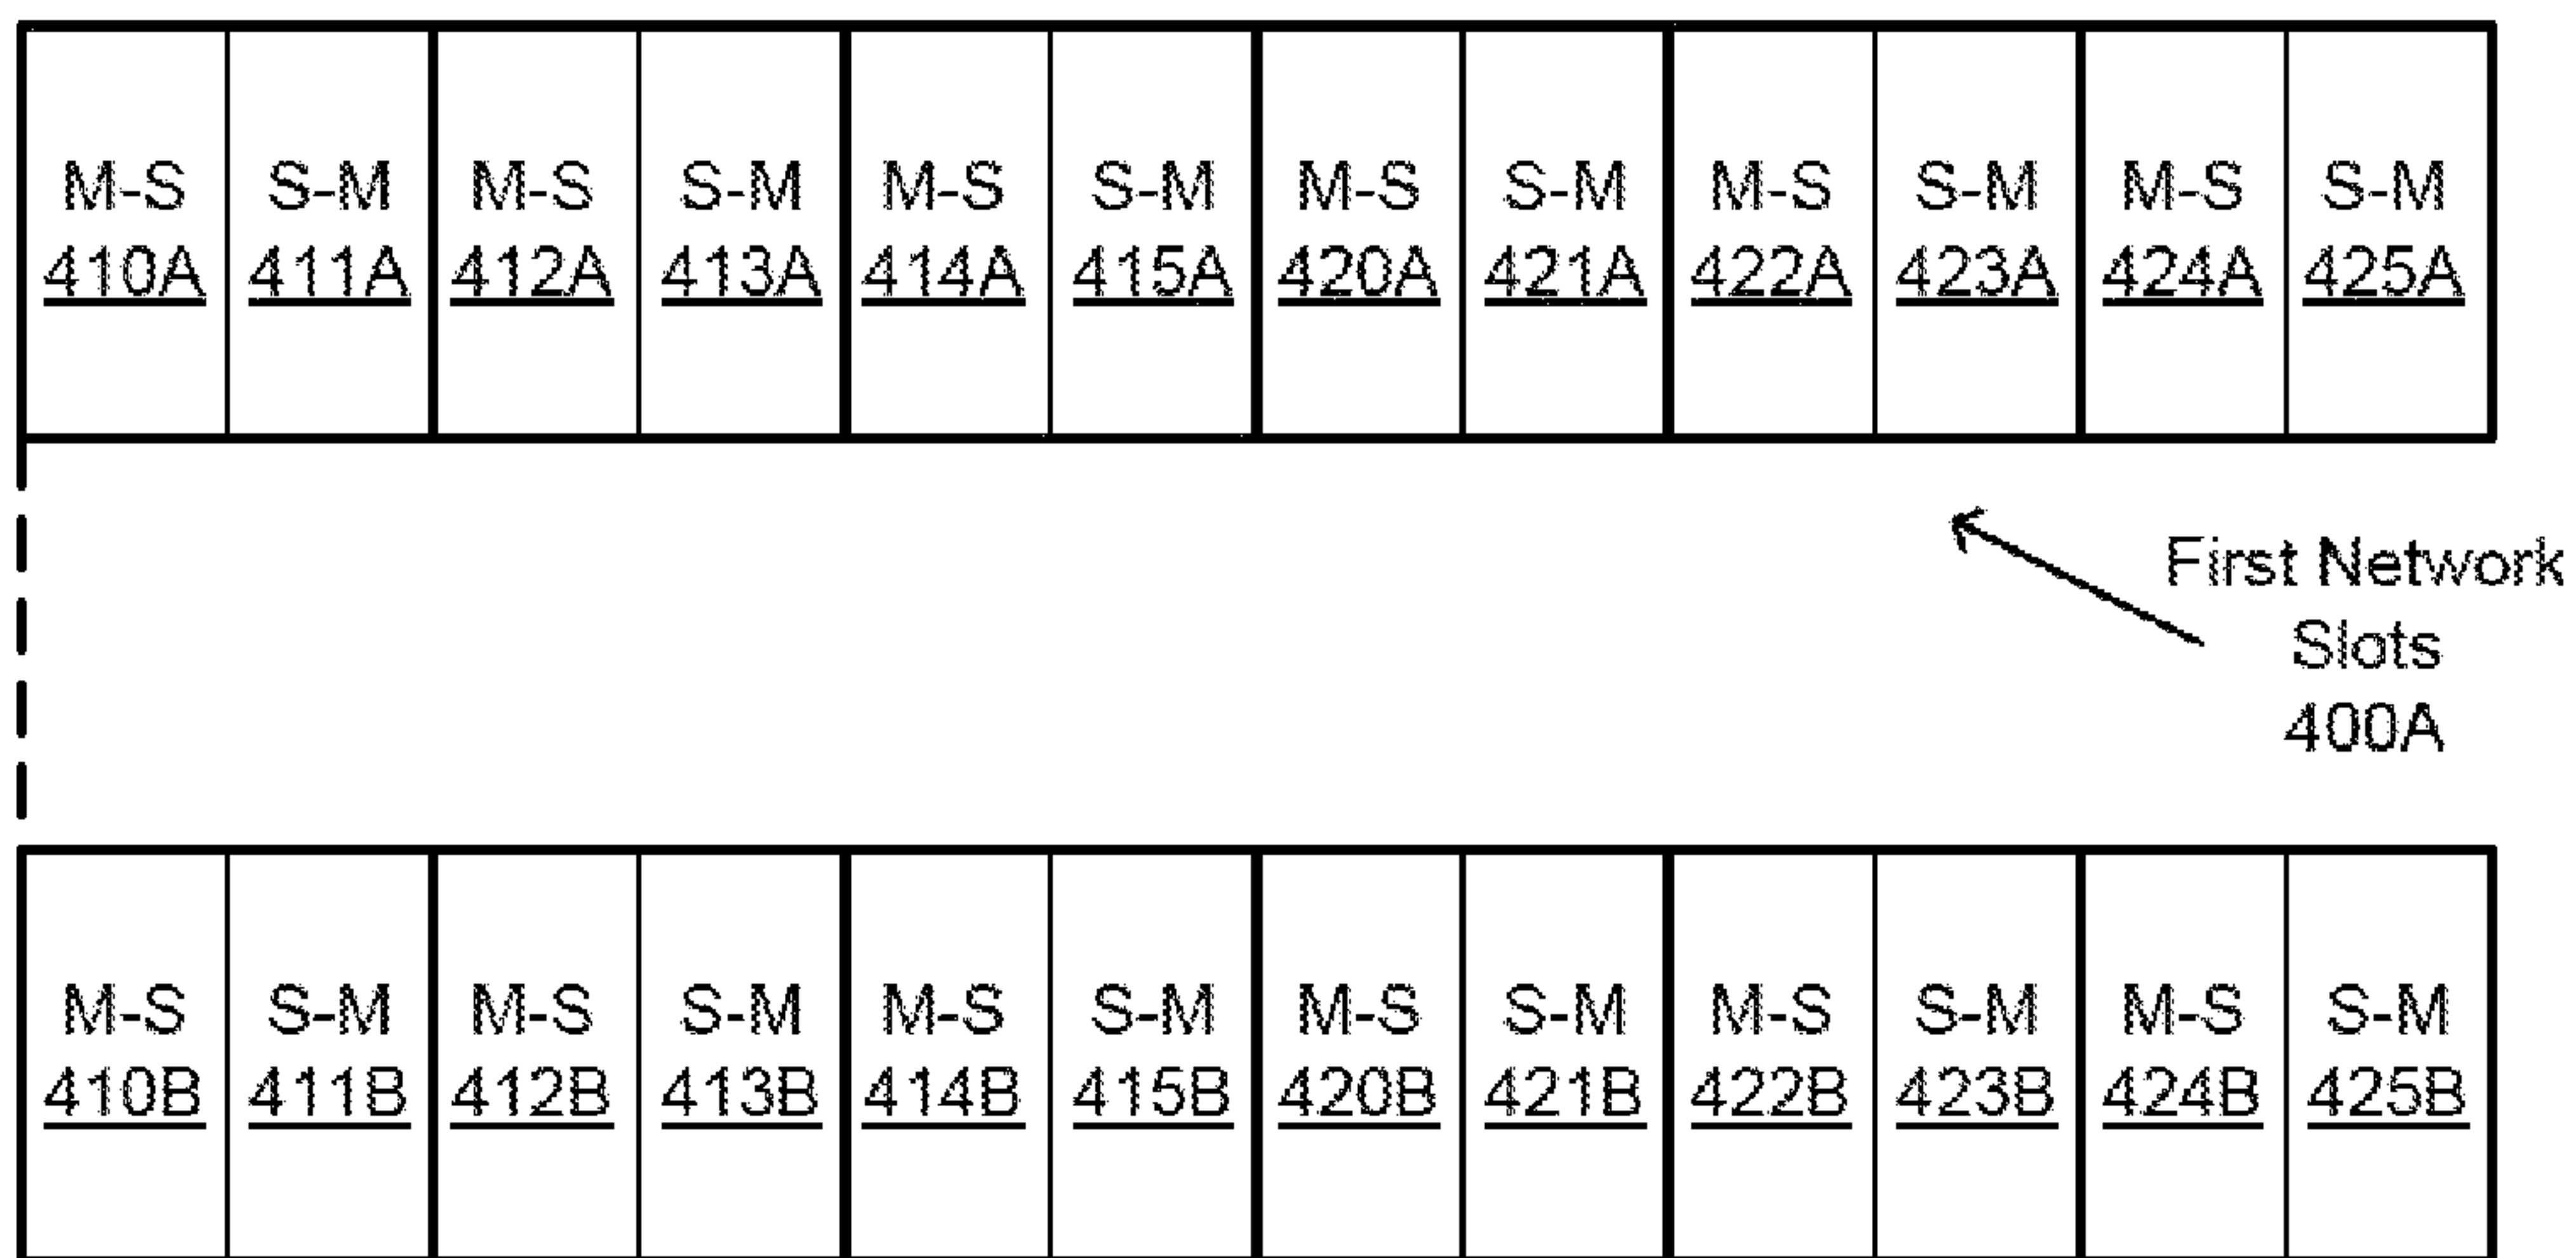 M-S S-M M-S S-M M-S S-M M-S S-M M-S S-M M-S S-M
410A 411A 412A 413A 414A 415A 420A 421A 422A 423A 424A 425A
First Network
Slots
400A
M-S S-M M-S S-M M-S S-M M-S S-M M-S S-M M-S S-M
410B 411B 412B 413B 414B 415B 420B 421B 422B 423B 424B 425B